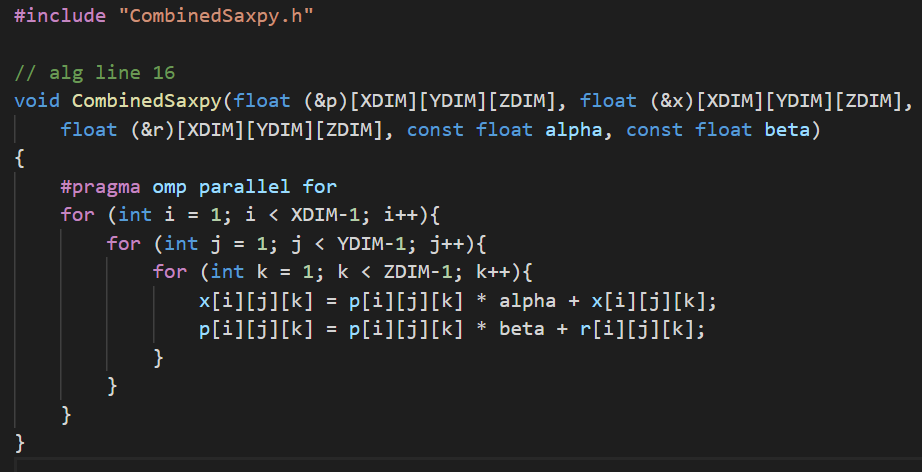 #include "CombinedSaxpy.h"

// alg line 16
void CombinedSaxpy(float (&p)[XDIM][YDIM][ZDIM], float (&x)[XDIM][YDIM][ZDIM],
    float (&r)[XDIM][YDIM][ZDIM], const float alpha, const float beta)
{
    #pragma omp parallel for
    for (int i = 1; i < XDIM-1; i++){
        for (int j = 1; j < YDIM-1; j++){
            for (int k = 1; k < ZDIM-1; k++){
                x[i][j][k] = p[i][j][k] * alpha + x[i][j][k];
                p[i][j][k] = p[i][j][k] * beta + r[i][j][k];
            }
        }
    }
}